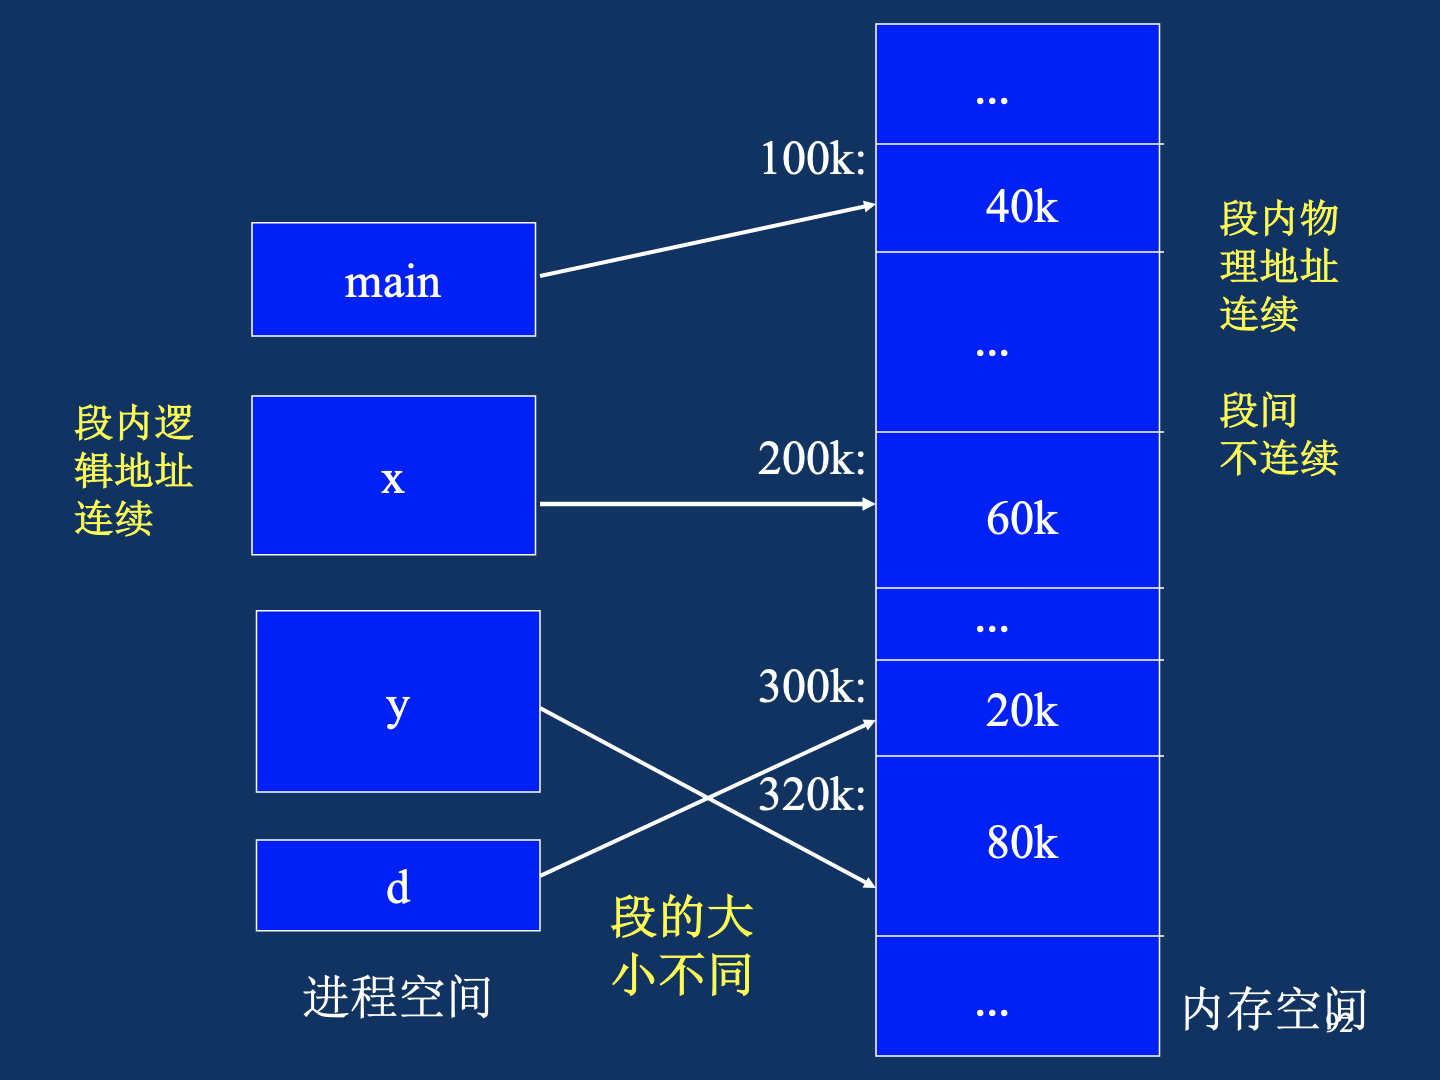 ...
100k:
40k
main
段内物
理地址
连续
...
段间
不连续
段内逻
辑地址
连续
x
200k:
60k
...
300k:
20k
y
320k:
80k
d
段的大
小不同
进程空间
...
内存空间
92